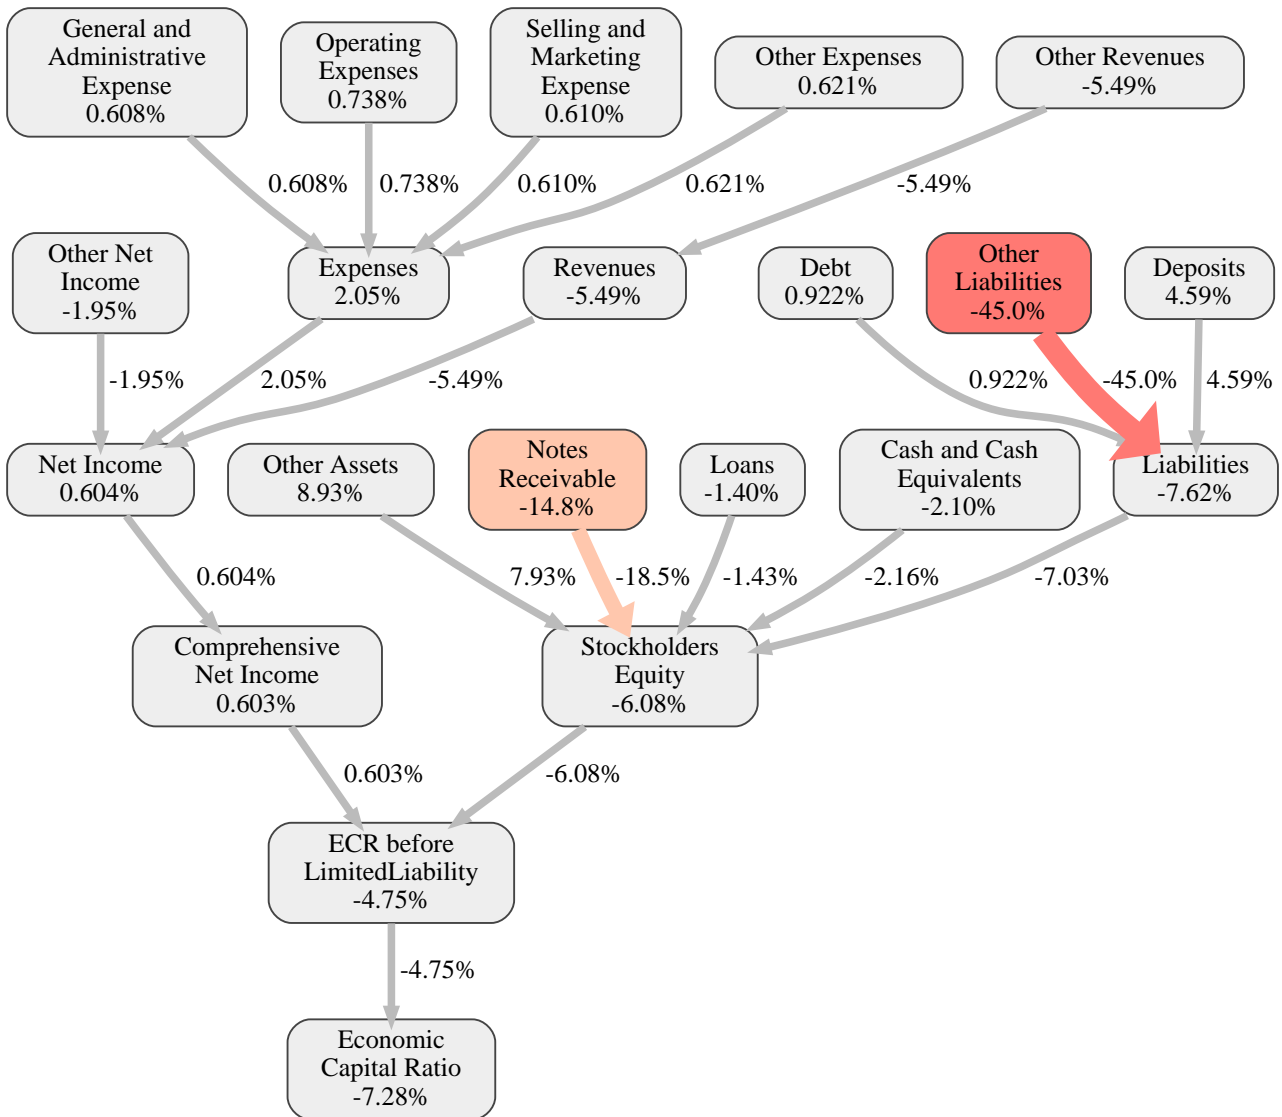 General and
Administrative
Expense
0.608%
Operating
Expenses
0.738%
Selling and
Marketing
Expense
0.610%
Other Expenses
0.621%
Other Revenues
-5.49%
0.608%
0.738%
0.610%
0.621%
-5.49%
Other Net
Income
-1.95%
Expenses
2.05%
Revenues
-5.49%
Debt
0.922%
Other
Liabilities
-45.0%
Deposits
4.59%
-1.95%
2.05%
-5.49%
0.922%
-45.0%
4.59%
Net Income
0.604%
Other Assets
8.93%
Notes
Receivable
-14.8%
Loans
-1.40%
Cash and Cash
Equivalents
-2.10%
Liabilities
-7.62%
0.604%
7.93%
-18.5%
-1.43%
-2.16%
-7.03%
Comprehensive
Net Income
0.603%
Stockholders
Equity
-6.08%
0.603%
-6.08%
ECR before
LimitedLiability
-4.75%
-4.75%
Economic
Capital Ratio
-7.28%